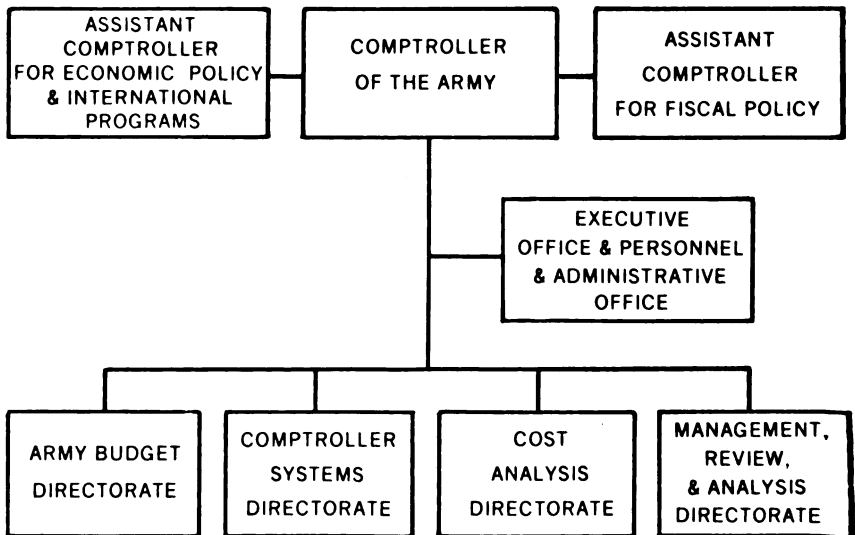 ASSISTANT
COMPTROLLER
FOR ECONOMIC POLICY
& INTERNATIONAL
PROGRAMS
COMPTROLLER
OF THE ARMY
ASSISTANT
COMPTROLLER
FOR FISCAL POLICY
EXECUTIVE
OFFICE & PERSONNEL
& ADMINISTRATIVE
OFFICE
ARMY BUDGET
DIRECTORATE
COMPTROLLER
SYSTEMS
DIRECTORATE
COST
ANALYSIS
DIRECTORATE
MANAGEMENT,
REVIEW,
& ANALYSIS
DIRECTORATE